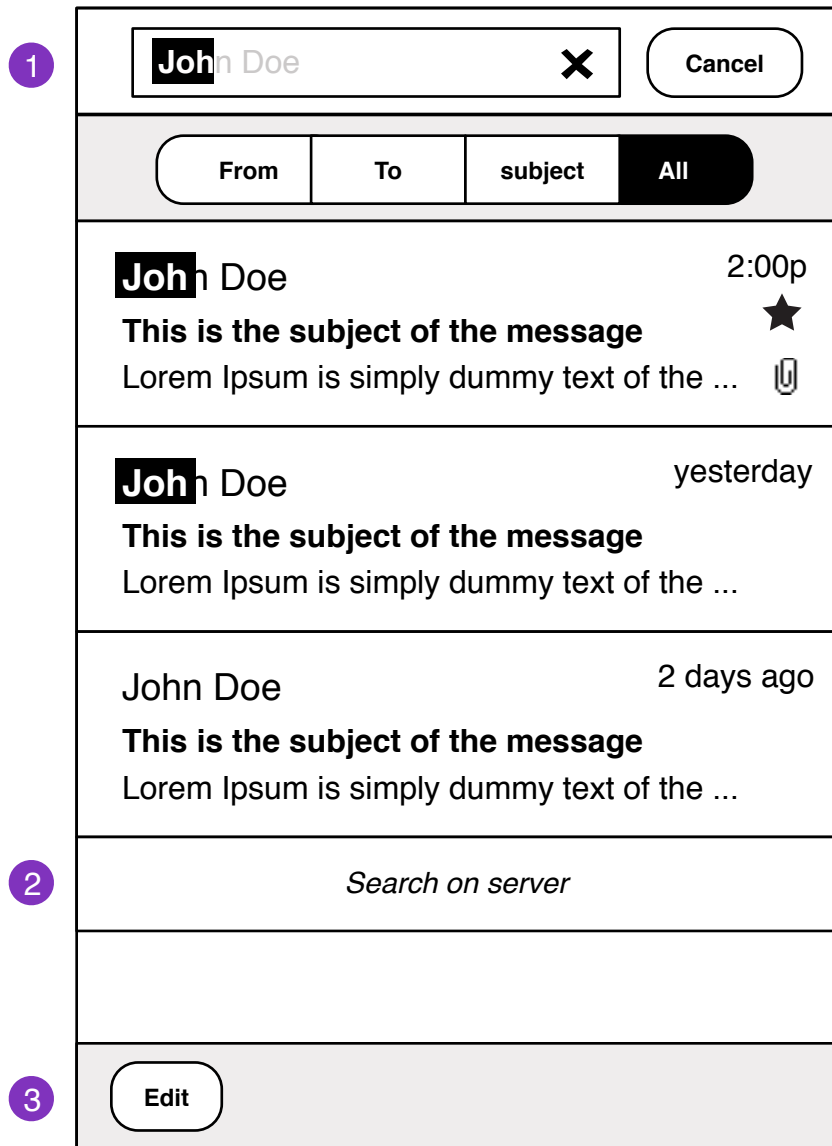 1
John Doe
Cancel
From To subject All
John Doe 2:00p
This is the subject of the message
Lorem Ipsum is simply dummy text of the ...
John Doe yesterday
This is the subject of the message
Lorem Ipsum is simply dummy text of the ...
John Doe 2 days ago
This is the subject of the message
Lorem Ipsum is simply dummy text of the ...
2 Search on server
3 Edit